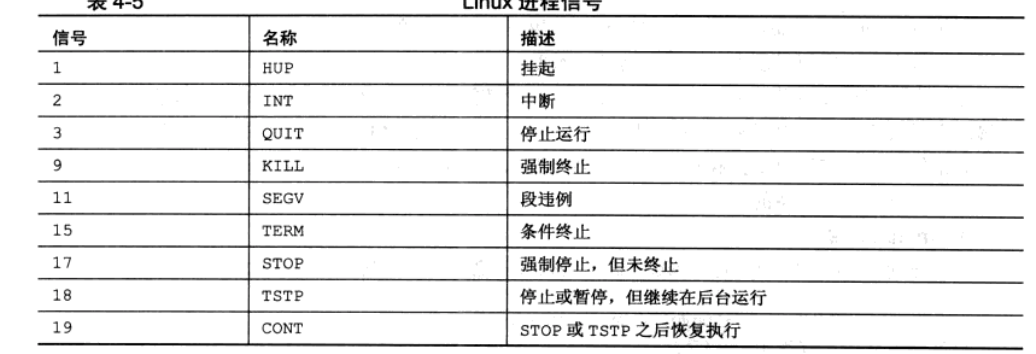 表 4-5 Linux 进程信号
信号 名称 描述
1 HUP 挂起
2 INT 中断
3 QUIT 停止运行
9 KILL 强制终止
11 SEGV 段违例
15 TERM 条件终止
17 STOP 强制停止，但未终止
18 TSTP 停止或暂停，但继续在后台运行
19 CONT STOP 或 TSTP 之后恢复执行